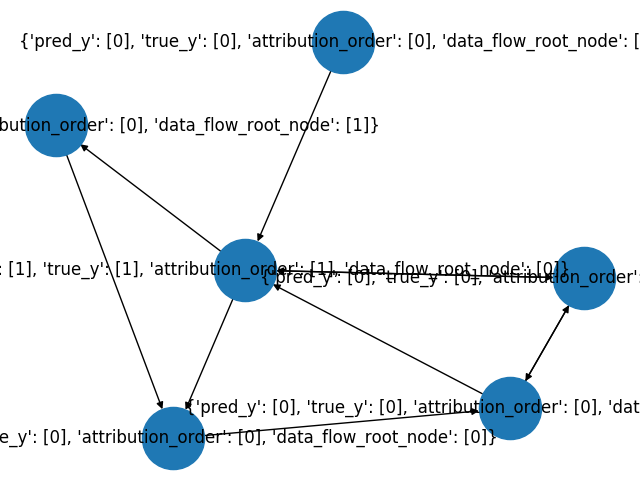 {'pred_y': [0], 'true_y': [0], 'attribution_order': [0], 'data_flow_root_node': [
'attribution_order': [0], 'data_flow_root_node': [1]}
: [1], 'true_y': [1], 'attribution_order': [1], 'data_flow_root_node': [0]}
{'pred_y': [0], 'true_y': [0], 'attribution_order':
{'pred_y': [0], 'true_y': [0], 'attribution_order': [0], 'dat
e_y': [0], 'attribution_order': [0], 'data_flow_root_node': [0]}